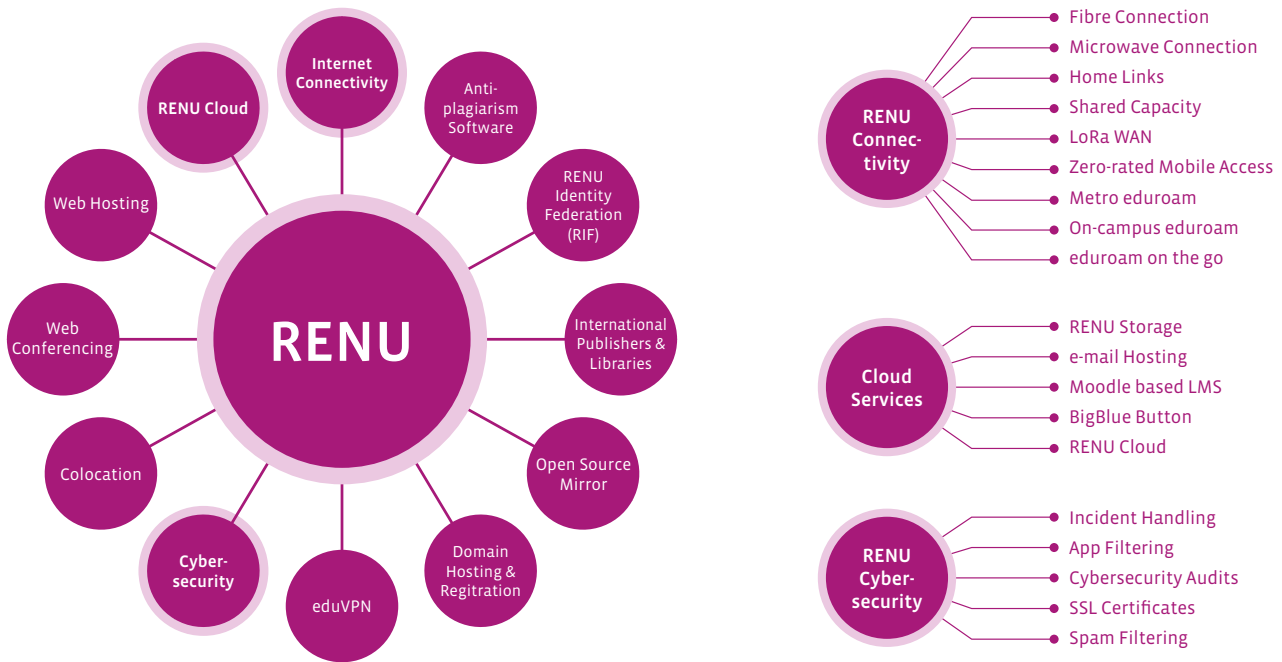 Internet
Connectivity
Anti-
plagiarism
Software
RENU
Identity
Federation
(RIF)
International
Publishers &
Libraries
Open Source
Mirror
Domain
Hosting &
Regitration
eduVPN
Cyber-
security
Colocation
Web
Conferencing
Web Hosting
RENU Cloud
RENU
RENU
Connec-
tivity
Fibre Connection
Microwave Connection
Home Links
Shared Capacity
LoRa WAN
Zero-rated Mobile Access
Metro eduroam
On-campus eduroam
eduroam on the go
Cloud
Services
RENU Storage
e-mail Hosting
Moodle based LMS
BigBlue Button
RENU Cloud
RENU
Cyber-
security
Incident Handling
App Filtering
Cybersecurity Audits
SSL Certificates
Spam Filtering